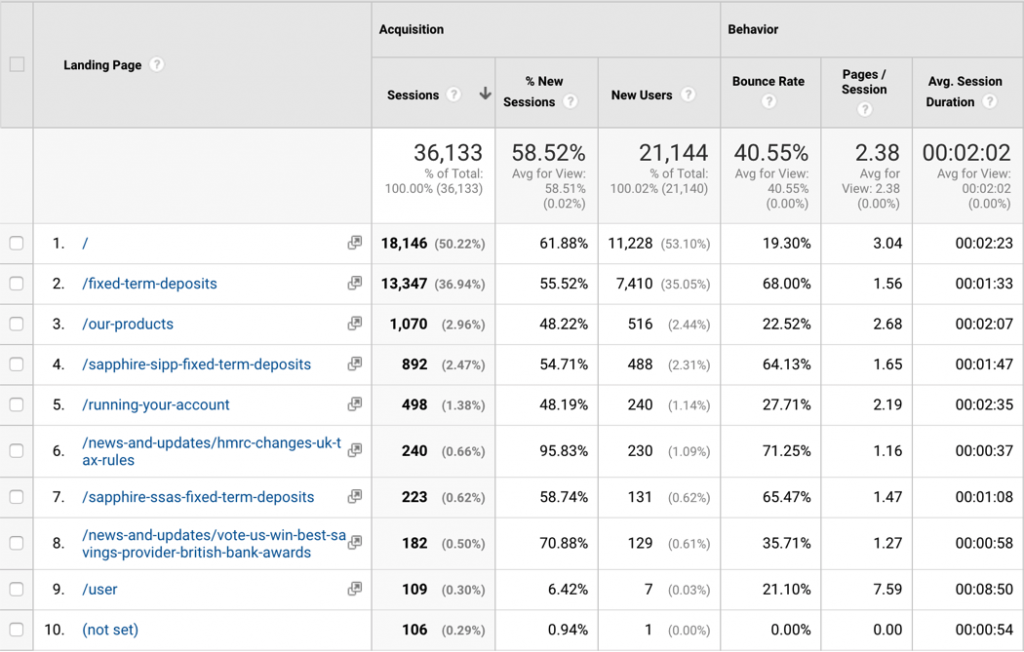 Acquisition Behavior
Landing Page ?
Sessions ? % New Sessions ? New Users ? Bounce Rate ? Pages / Session ? Avg. Session Duration ?
36,133 58.52% 21,144 40.55% 2.38 00:02:02
% of Total: 100.00% (36,133) Avg for View: 58.51% (0.02%) % of Total: 100.02% (21,140) Avg for View: 40.55% (0.00%) Avg for View: 2.38 (0.00%) Avg for View: 00:02:02 (0.00%)
1. / 18,146 (50.22%) 61.88% 11,228 (53.10%) 19.30% 3.04 00:02:23
2. /fixed-term-deposits 13,347 (36.94%) 55.52% 7,410 (35.05%) 68.00% 1.56 00:01:33
3. /our-products 1,070 (2.96%) 48.22% 516 (2.44%) 22.52% 2.68 00:02:07
4. /sapphire-sipp-fixed-term-deposits 892 (2.47%) 54.71% 488 (2.31%) 64.13% 1.65 00:01:47
5. /running-your-account 498 (1.38%) 48.19% 240 (1.14%) 27.71% 2.19 00:02:35
6. /news-and-updates/hmrc-changes-uk-t
ax-rules 240 (0.66%) 95.83% 230 (1.09%) 71.25% 1.16 00:00:37
7. /sapphire-ssas-fixed-term-deposits 223 (0.62%) 58.74% 131 (0.62%) 65.47% 1.47 00:01:08
8. /news-and-updates/vote-us-win-best-sa
vings-provider-british-bank-awards 182 (0.50%) 70.88% 129 (0.61%) 35.71% 1.27 00:00:58
9. /user 109 (0.30%) 6.42% 7 (0.03%) 21.10% 7.59 00:08:50
10. (not set) 106 (0.29%) 0.94% 1 (0.00%) 0.00% 0.00 00:00:54